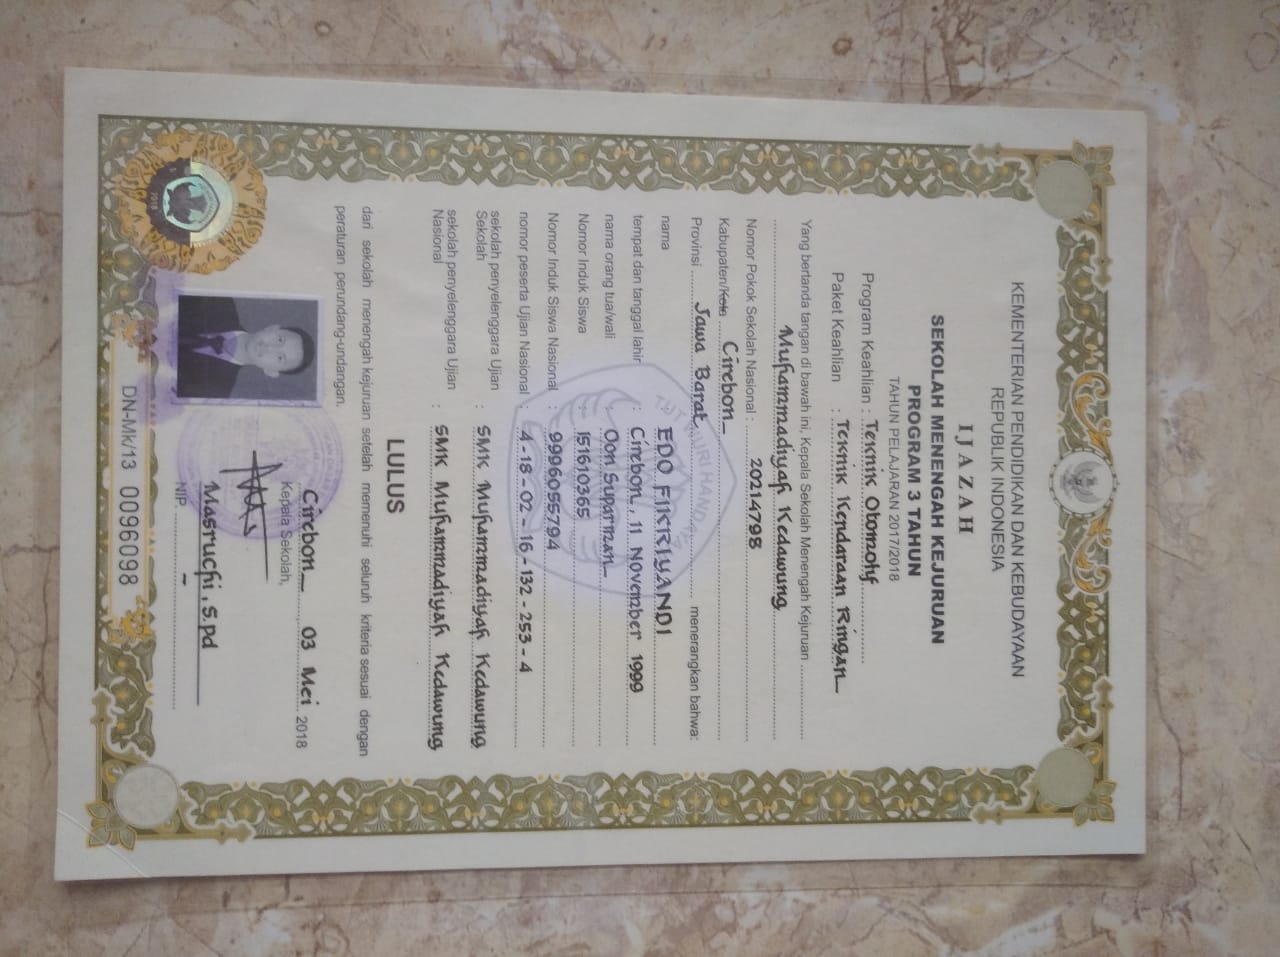 KEMENTERIAN PENDIDIKAN DAN KEBUDAYAAN
REPUBLIK INDONESIA
IJAZAH
SEKOLAH MENENGAH KEJURUAN
PROGRAM 3 TAHUN
TAHUN PELAJARAN 2017/2018
Program Keahlian : Teknik Otomotif
Paket Keahlian : Teknik Kendaraan Ringan
Yang bertanda tangan di bawah ini, Kepala Sekolah Menengah Kejuruan
Muhammadiyah Kedawung
Nomor Pokok Sekolah Nasional : 20214798
Kabupaten/Kota Cirebon
Provinsi Jawa Barat menerangkan bahwa:
nama : EDO FIKRIYANDI
tempat dan tanggal lahir : Cirebon, 11 November 1999
nama orang tua/wali : Oon Suparman
Nomor Induk Siswa : 151610365
Nomor Induk Siswa Nasional : 9996055794
nomor peserta Ujian Nasional : 4-18-02-16-132-253-4
sekolah penyelenggara Ujian : SMK Muhammadiyah Kedawung
Sekolah
sekolah penyelenggara Ujian : SMK Muhammadiyah Kedawung
Nasional
LULUS
dari sekolah menengah kejuruan setelah memenuhi seluruh kriteria sesuai dengan
peraturan perundang-undangan.
Cirebon 03 Mei 2018
Kepala Sekolah,
Masruchi, S.Pd
NIP. -
DN-Mk/13 0096098
TUT WURI HANDAYANI
2018